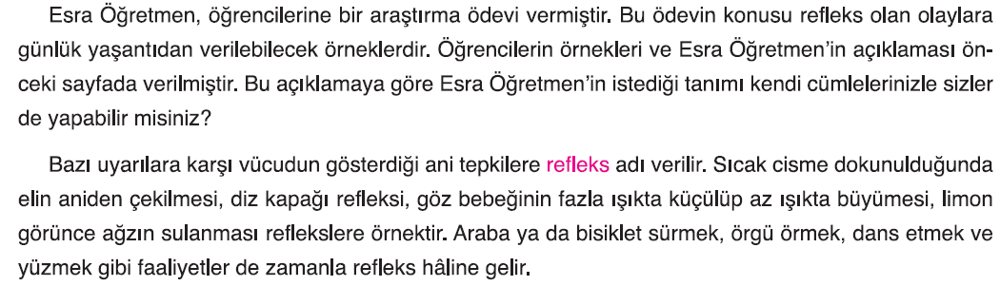 Esra Öğretmen, öğrencilerine bir araştırma ödevi vermiştir. Bu ödevin konusu refleks olan olaylara
günlük yaşantıdan verilebilecek örneklerdir. Öğrencilerin örnekleri ve Esra Öğretmen'in açıklaması ön-
ceki sayfada verilmiştir. Bu açıklamaya göre Esra Öğretmen'in istediği tanımı kendi cümlelerinizle sizler
de yapabilir misiniz?
Bazı uyarılara karşı vücudun gösterdiği ani tepkilere refleks adı verilir. Sıcak cisme dokunulduğunda
elin aniden çekilmesi, diz kapağı refleksi, göz bebeğinin fazla ışıkta küçülüp az ışıkta büyümesi, limon
görünce ağzın sulanması reflekslere örnektir. Araba ya da bisiklet sürmek, örgü örmek, dans etmek ve
yüzmek gibi faaliyetler de zamanla refleks hâline gelir.